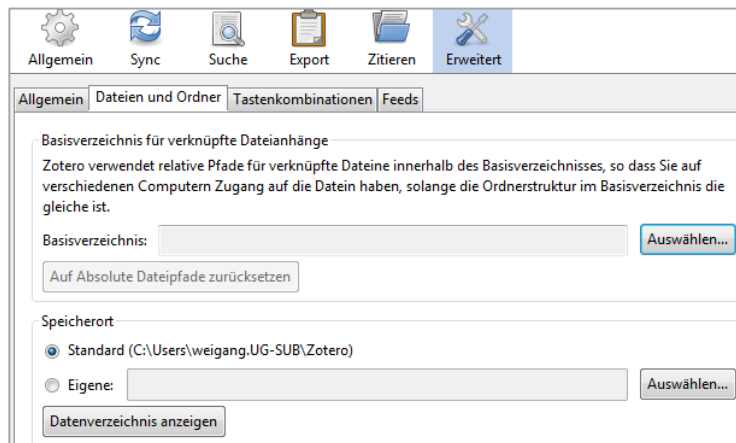 Allgemein Sync Suche Export Zitieren Erweitert
Allgemein Dateien und Ordner Tastenkombinationen Feeds
Basisverzeichnis für verknüpfte Dateianhänge
Zotero verwendet relative Pfade für verknüpfte Dateine innerhalb des Basisverzeichnisses, so dass Sie auf
verschiedenen Computern Zugang auf die Datein haben, solange die Ordnerstruktur im Basisverzeichnis die
gleiche ist.
Basisverzeichnis: Auswählen...
Auf Absolute Dateipfade zurücksetzen
Speicherort
Standard (C:\Users\weigang.UG-SUB\Zotero)
Eigene: Auswählen...
Datenverzeichnis anzeigen